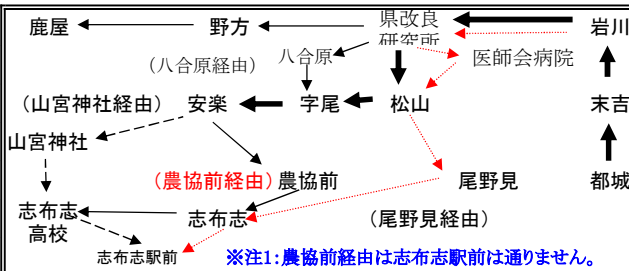 鹿屋 野方 県改良 岩川
研究所
八合原 医師会病院
(八合原経由)
(山宮神社経由) 安楽 字尾 松山 末吉
山宮神社
(農協前経由) 農協前 尾野見 都城
志布志 志布志 (尾野見経由)
高校
志布志駅前 ※注1:農協前経由は志布志駅前は通りません。